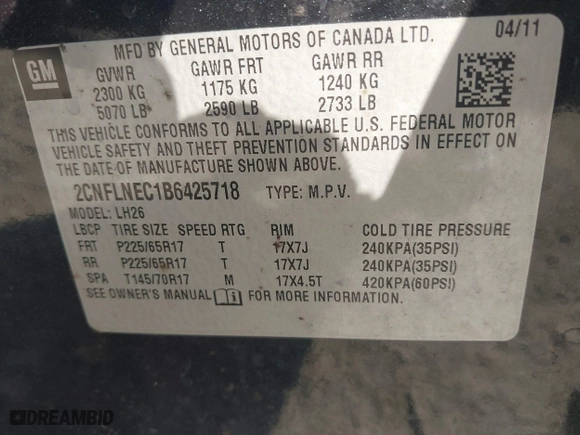 GM
MFD BY GENERAL MOTORS OF CANADA LTD.
04/11
GVWR GAWR FRT GAWR RR
2300 KG 1175 KG 1240 KG
5070 LB 2590 LB 2733 LB
THIS VEHICLE CONFORMS TO ALL APPLICABLE U.S. FEDERAL MOTOR
VEHICLE SAFETY AND THEFT PREVENTION STANDARDS IN EFFECT ON
THE DATE OF MANUFACTURE SHOWN ABOVE.
2CNFLNEC1B6425718 TYPE: M.P.V.
MODEL: LH26
LBCP TIRE SIZE SPEED RTG RIM COLD TIRE PRESSURE
FRT P225/65R17 T 17X7J 240KPA(35PSI)
RR P225/65R17 T 17X7J 240KPA(35PSI)
SPA T145/70R17 M 17X4.5T 420KPA(60PSI)
SEE OWNER'S MANUAL FOR MORE INFORMATION.
DREAMBID